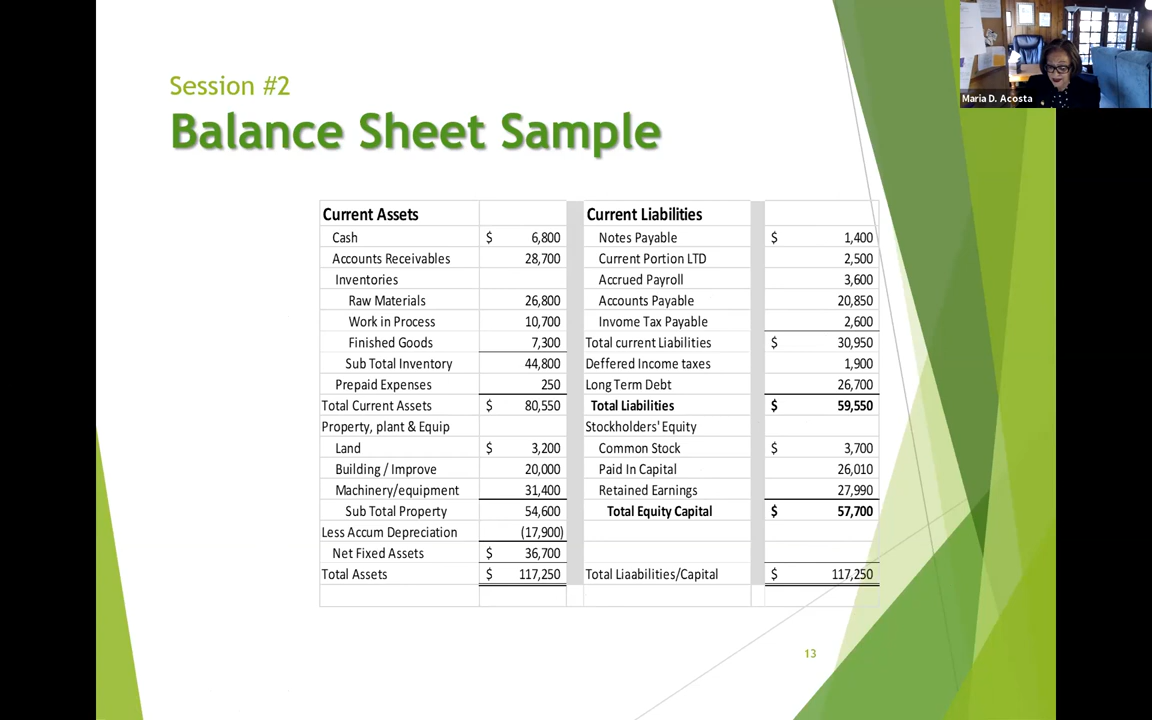 Session #2
Balance Sheet Sample
Maria D. Acosta
Current Assets Current Liabilities
Cash $ 6,800 Notes Payable $ 1,400
Accounts Receivables 28,700 Current Portion LTD 2,500
Inventories Accrued Payroll 3,600
Raw Materials 26,800 Accounts Payable 20,850
Work in Process 10,700 Invome Tax Payable 2,600
Finished Goods 7,300 Total current Liabilities $ 30,950
Sub Total Inventory 44,800 Deffered Income taxes 1,900
Prepaid Expenses 250 Long Term Debt 26,700
Total Current Assets $ 80,550 Total Liabilities $ 59,550
Property, plant & Equip Stockholders' Equity
Land $ 3,200 Common Stock $ 3,700
Building / Improve 20,000 Paid In Capital 26,010
Machinery/equipment 31,400 Retained Earnings 27,990
Sub Total Property 54,600 Total Equity Capital $ 57,700
Less Accum Depreciation (17,900)
Net Fixed Assets $ 36,700
Total Assets $ 117,250 Total Liaabilities/Capital $ 117,250
13